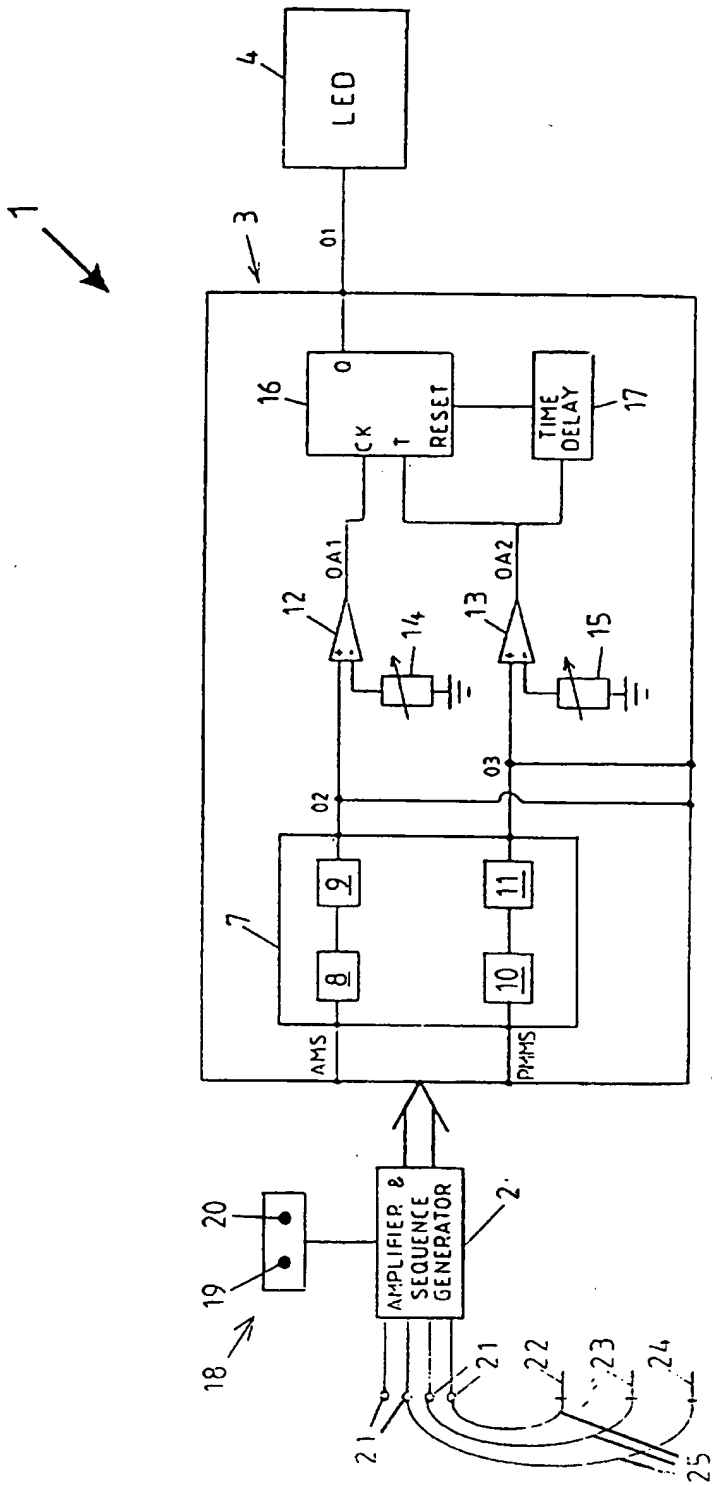 1
18
19
20
AMPLIFIER &
SEQUENCE
GENERATOR
2
21
21
22
23
24
25
3
7
AMS
8
9
PMMS
10
11
02
03
12
13
14
15
OA1
OA2
16
CK
T
Q
RESET
TIME
DELAY
17
01
4
LED